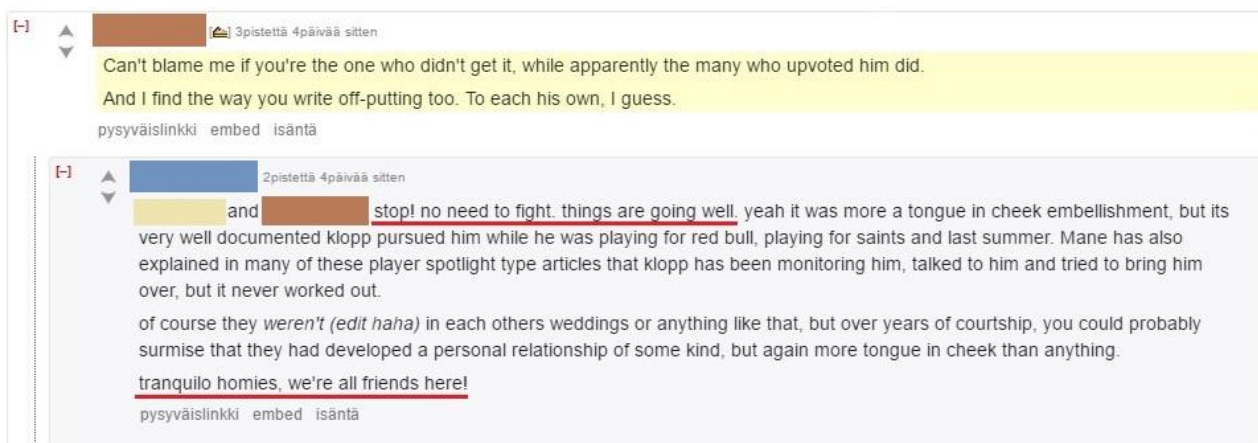 [–]
3pistettä 4päivää sitten
Can't blame me if you're the one who didn't get it, while apparently the many who upvoted him did.
And I find the way you write off-putting too. To each his own, I guess.
pysyväislinkki embed isäntä
[–]
2pistettä 4päivää sitten
and stop! no need to fight. things are going well. yeah it was more a tongue in cheek embellishment, but its
very well documented klopp pursued him while he was playing for red bull, playing for saints and last summer. Mane has also
explained in many of these player spotlight type articles that klopp has been monitoring him, talked to him and tried to bring him
over, but it never worked out.
of course they weren't (edit haha) in each others weddings or anything like that, but over years of courtship, you could probably
surmise that they had developed a personal relationship of some kind, but again more tongue in cheek than anything.
tranquilo homies, we're all friends here!
pysyväislinkki embed isäntä